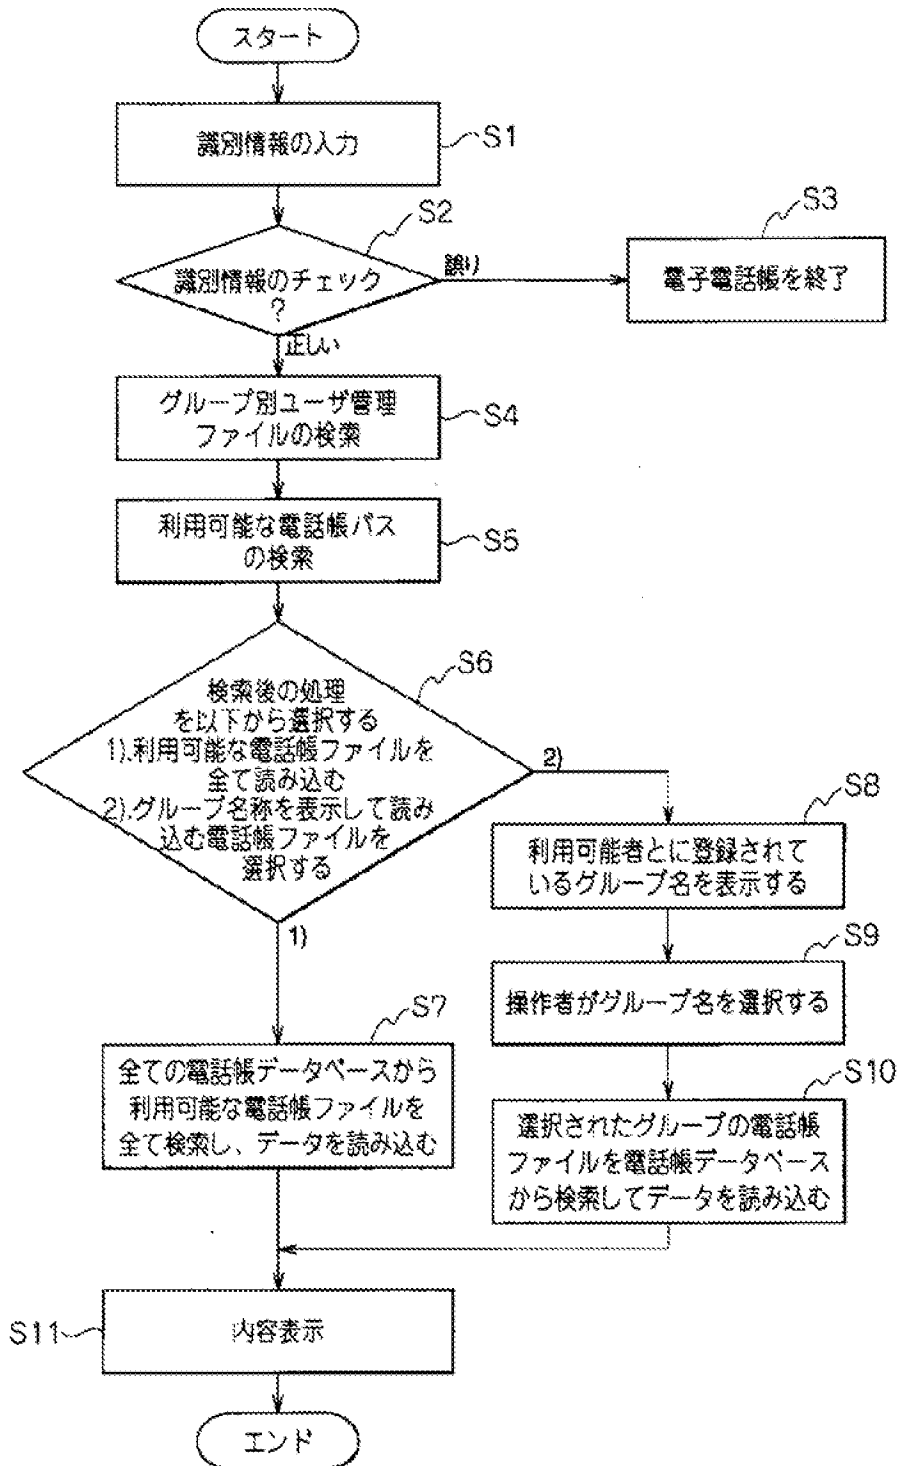 スタート
識別情報の入力
S1
識別情報のチェック
?
S2
誤り
電子電話帳を終了
S3
正しい
グループ別ユーザ管理
ファイルの検索
S4
利用可能な電話帳パス
の検索
S5
検索後の処理
を以下から選択する
1).利用可能な電話帳ファイルを
全て読み込む
2).グループ名称を表示して読み
込む電話帳ファイルを
選択する
S6
2)
1)
利用可能者とに登録されて
いるグループ名を表示する
S8
操作者がグループ名を選択する
S9
全ての電話帳データベースから
利用可能な電話帳ファイルを
全て検索し、データを読み込む
S7
選択されたグループの電話帳
ファイルを電話帳データベース
から検索してデータを読み込む
S10
内容表示
S11
エンド